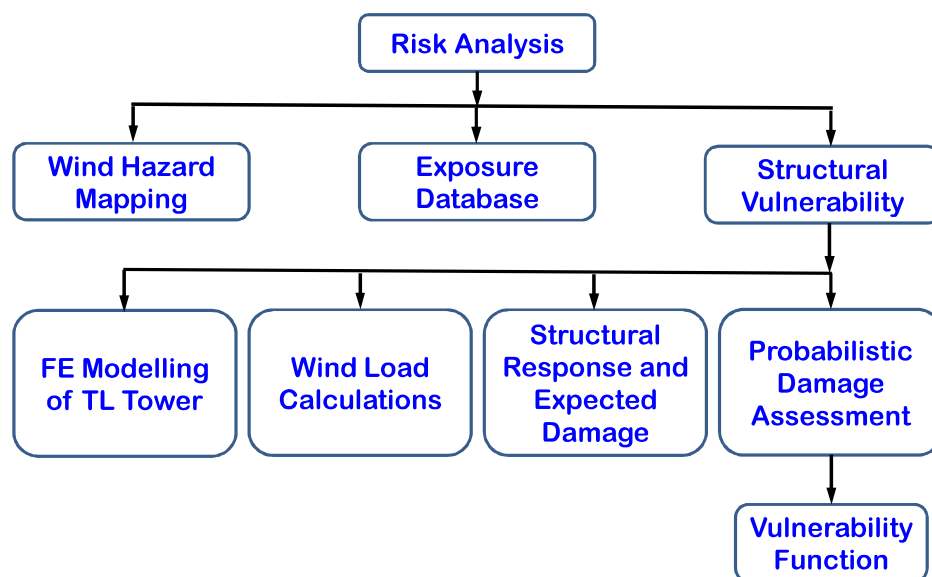 Risk Analysis
Wind Hazard
Mapping
Exposure
Database
Structural
Vulnerability
FE Modelling
of TL Tower
Wind Load
Calculations
Structural
Response and
Expected
Damage
Probabilistic
Damage
Assessment
Vulnerability
Function